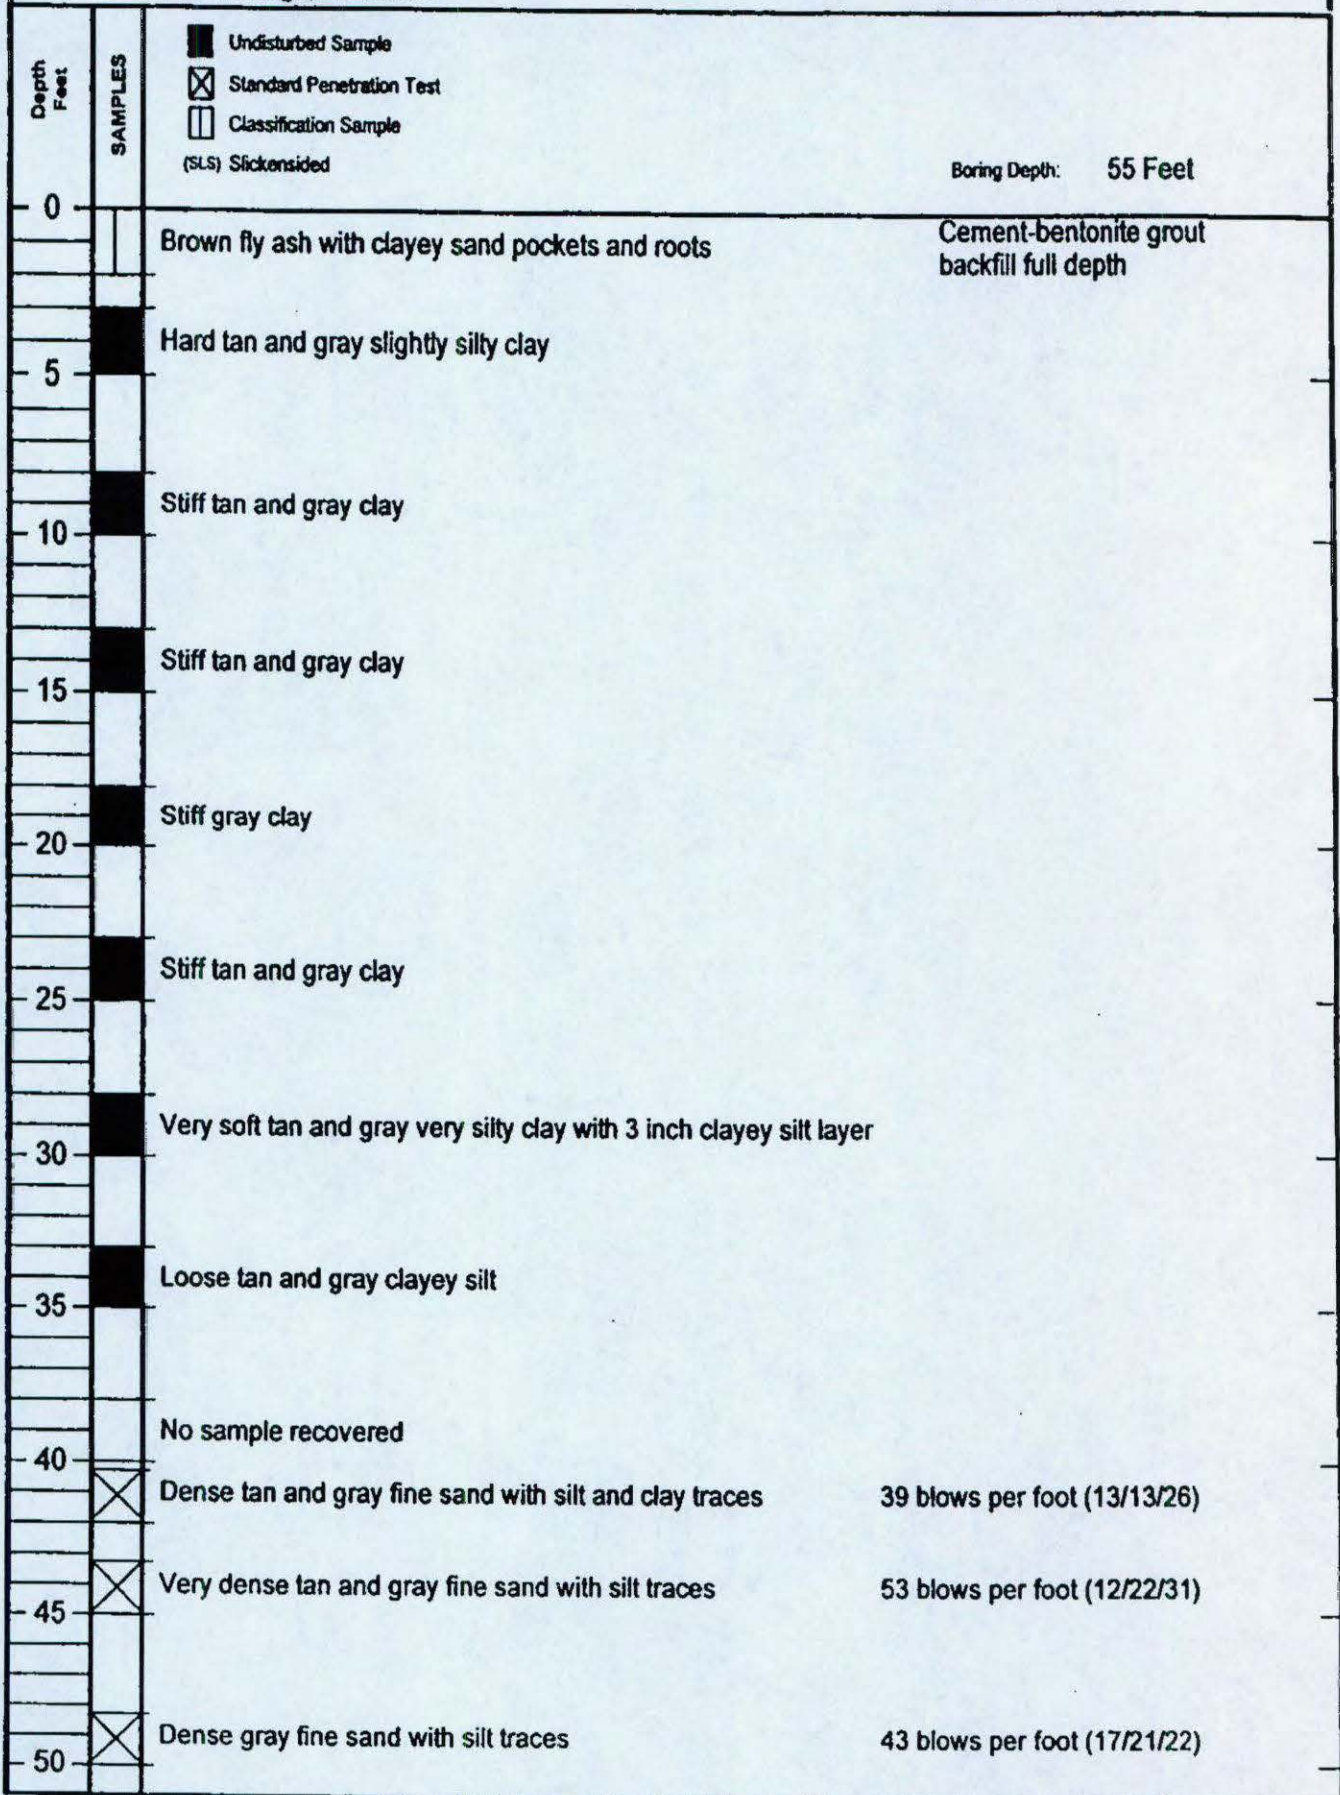 Depth
Feet
SAMPLES
Undisturbed Sample
Standard Penetration Test
Classification Sample
(SLS) Slickensided
Boring Depth: 55 Feet
0
Brown fly ash with clayey sand pockets and roots
Cement-bentonite grout
backfill full depth
Hard tan and gray slightly silty clay
5
Stiff tan and gray clay
10
Stiff tan and gray clay
15
Stiff gray clay
20
Stiff tan and gray clay
25
Very soft tan and gray very silty clay with 3 inch clayey silt layer
30
Loose tan and gray clayey silt
35
No sample recovered
40
Dense tan and gray fine sand with silt and clay traces 39 blows per foot (13/13/26)
Very dense tan and gray fine sand with silt traces 53 blows per foot (12/22/31)
45
Dense gray fine sand with silt traces 43 blows per foot (17/21/22)
50